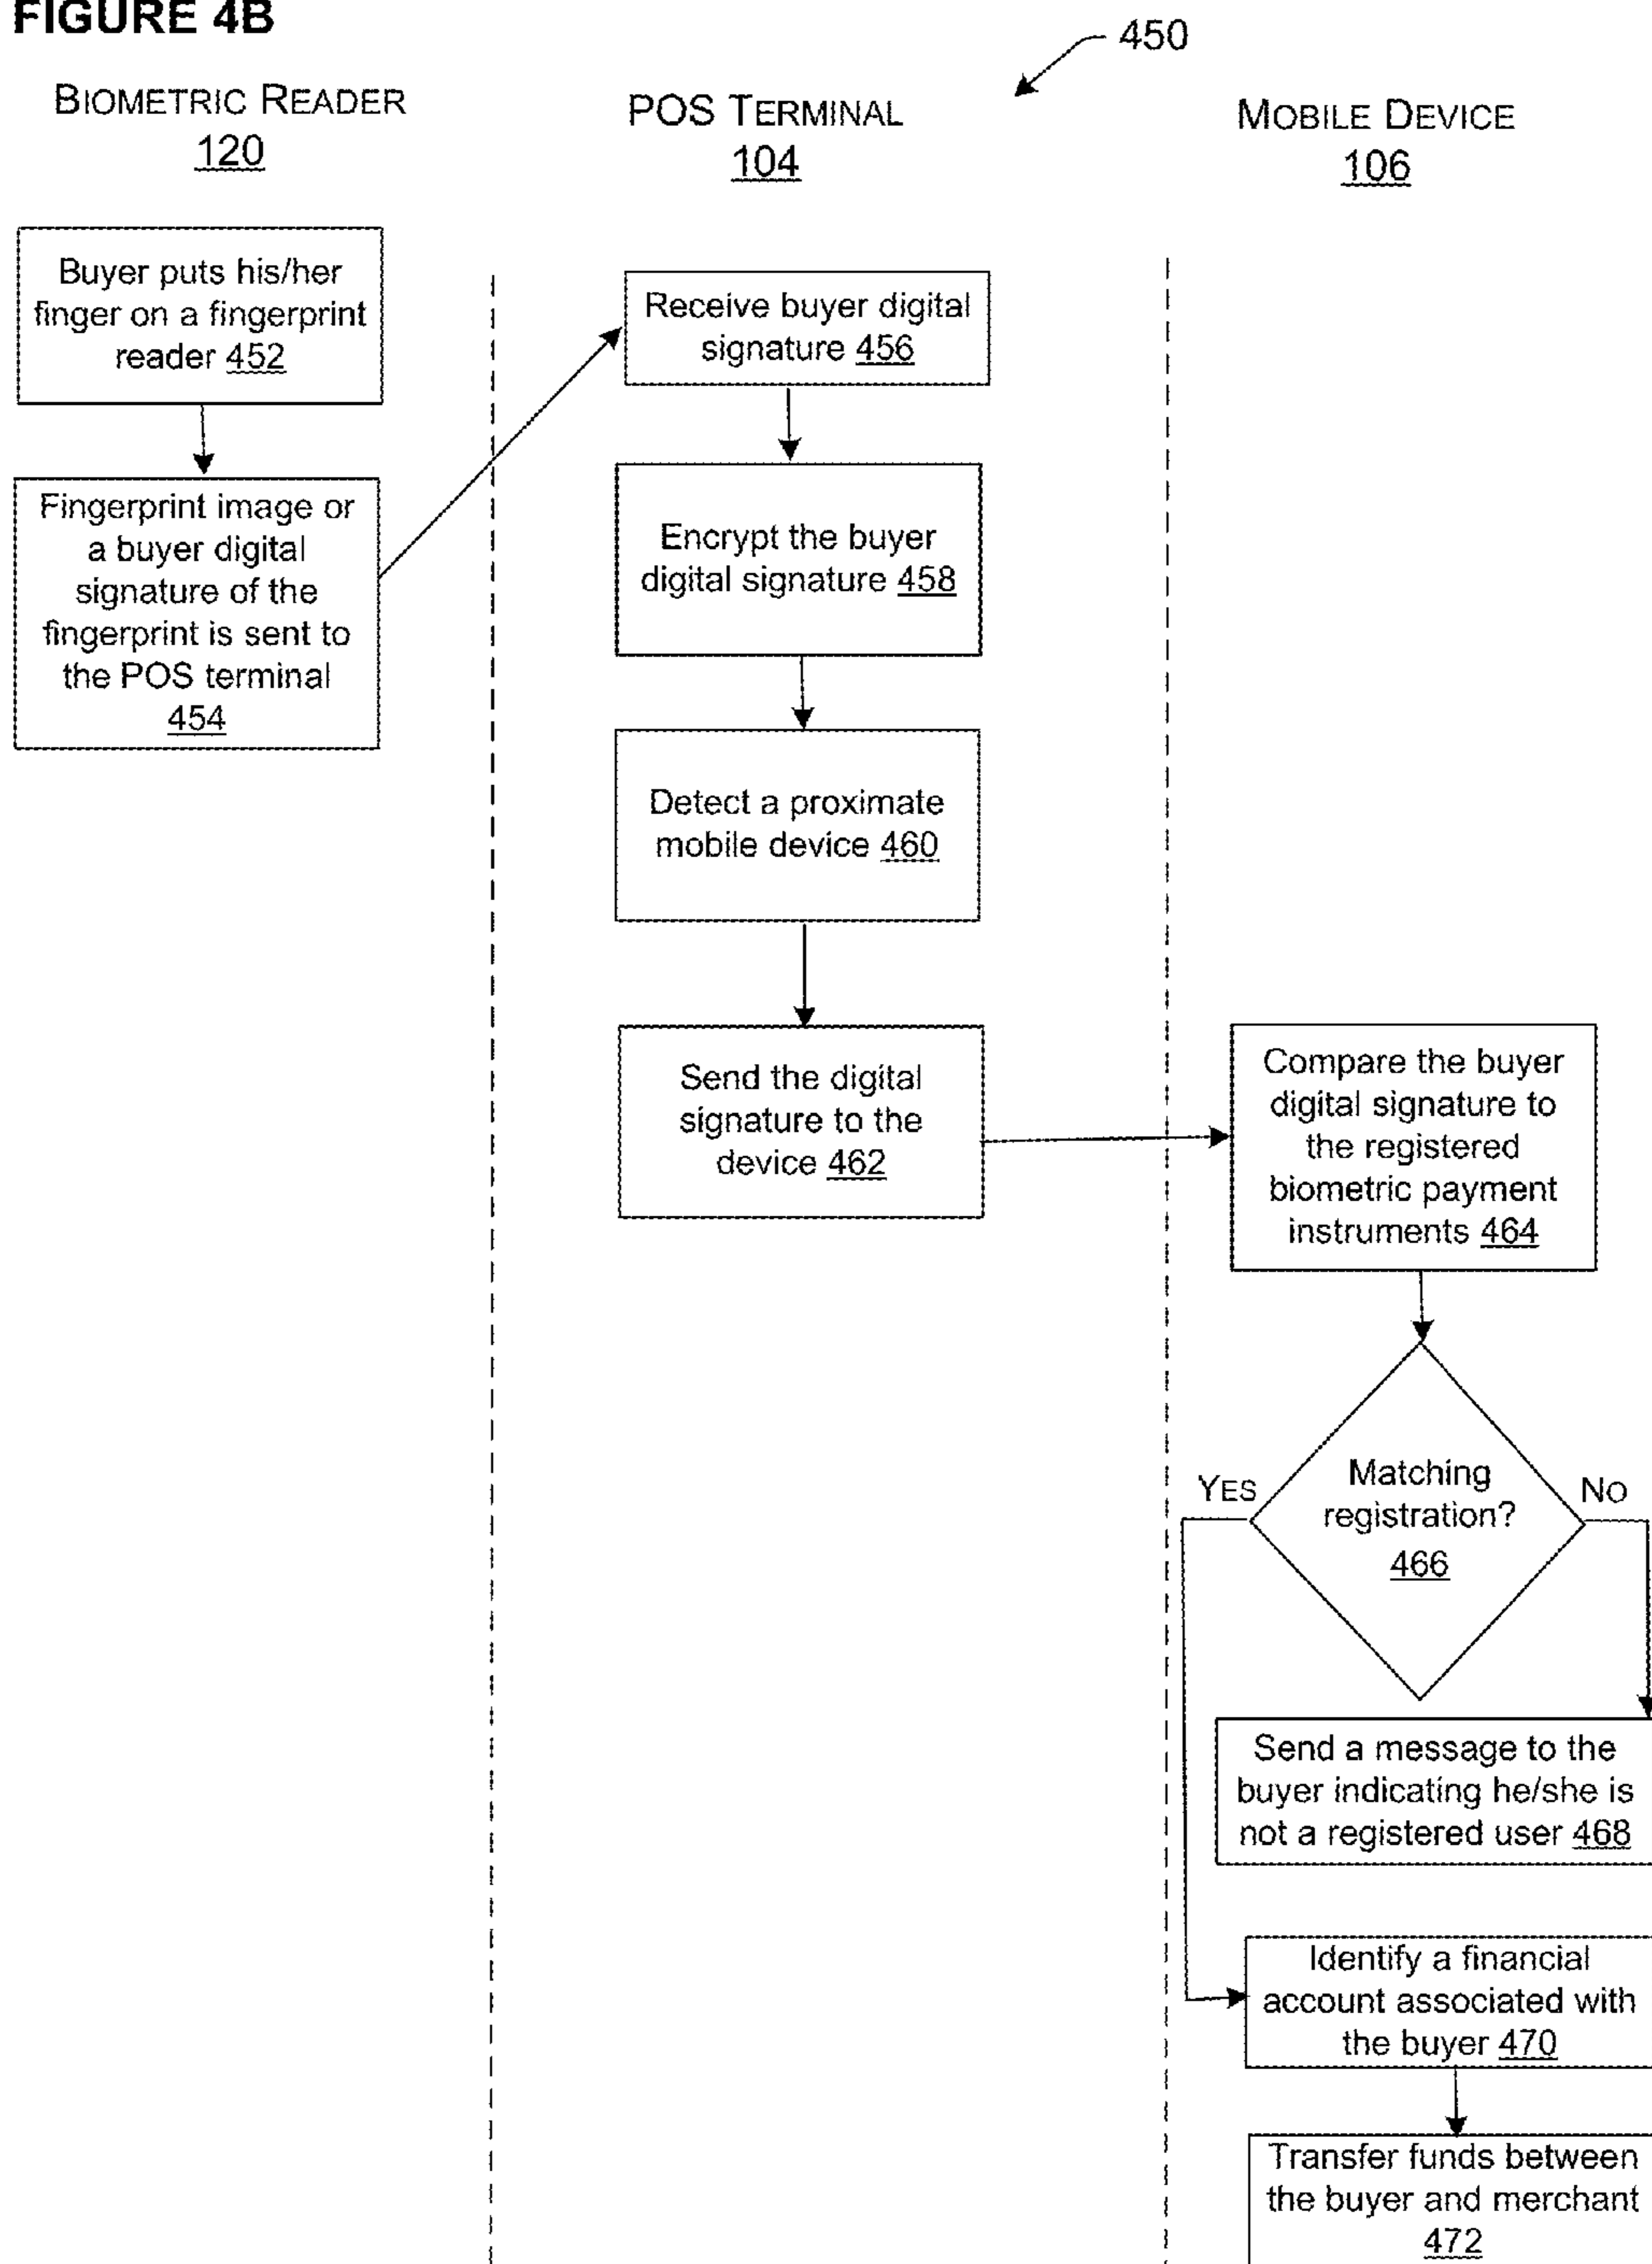 FIGURE 4B
450
BIOMETRIC READER
120
POS TERMINAL
104
MOBILE DEVICE
106
Buyer puts his/her
finger on a fingerprint
reader 452
Fingerprint image or
a buyer digital
signature of the
fingerprint is sent to
the POS terminal
454
Receive buyer digital
signature 456
Encrypt the buyer
digital signature 458
Detect a proximate
mobile device 460
Send the digital
signature to the
device 462
Compare the buyer
digital signature to
the registered
biometric payment
instruments 464
YES
Matching
registration?
466
NO
Send a message to the
buyer indicating he/she is
not a registered user 468
Identify a financial
account associated with
the buyer 470
Transfer funds between
the buyer and merchant
472